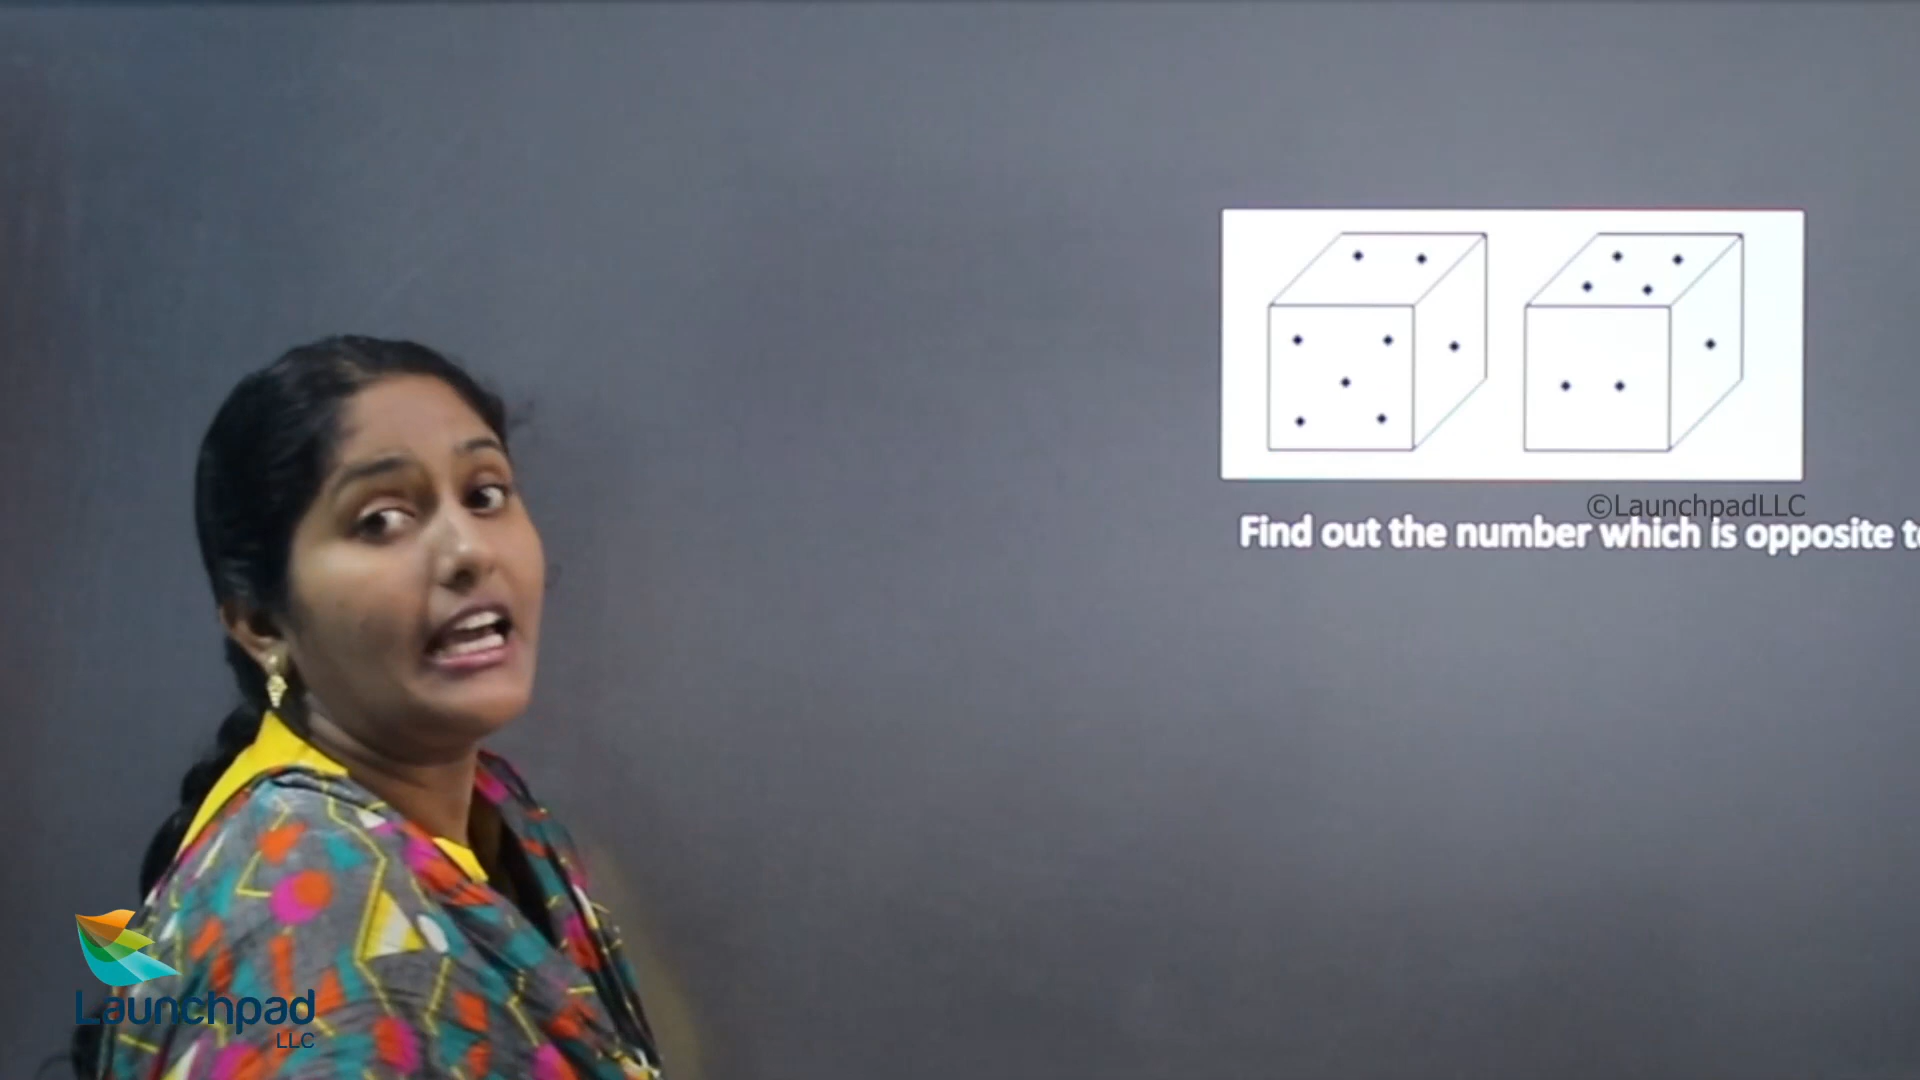 ©LaunchpadLLC
Find out the number which is opposite
Launchpad
LLC